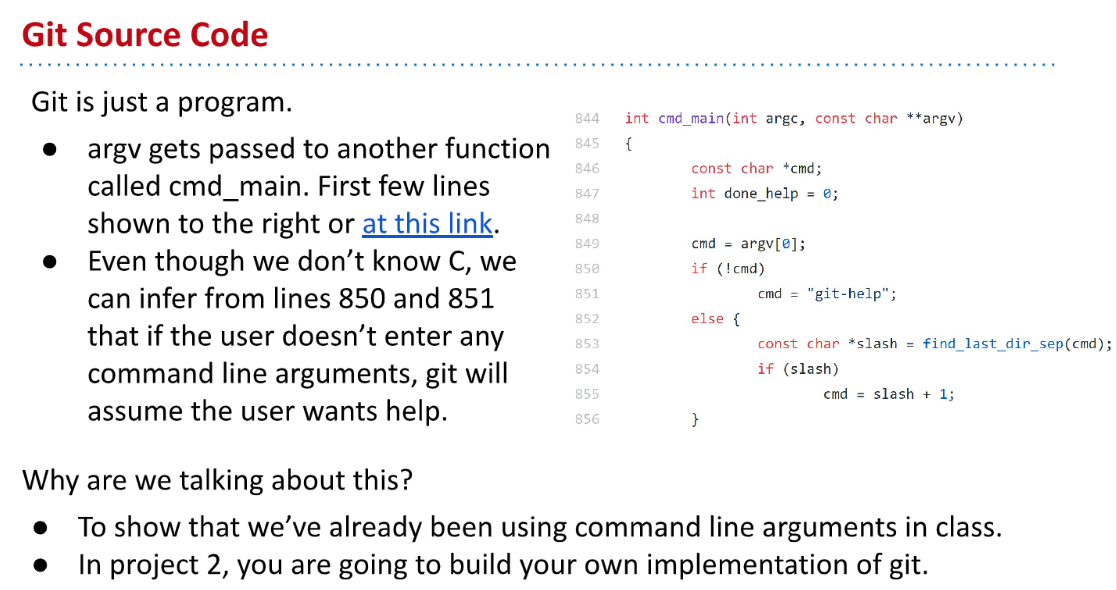 Git Source Code
Git is just a program.
● argv gets passed to another function
called cmd_main. First few lines
shown to the right or at this link.
● Even though we don’t know C, we
can infer from lines 850 and 851
that if the user doesn’t enter any
command line arguments, git will
assume the user wants help.
844 int cmd_main(int argc, const char **argv)
845 {
846 const char *cmd;
847 int done_help = 0;
848
849 cmd = argv[0];
850 if (!cmd)
851 cmd = "git-help";
852 else {
853 const char *slash = find_last_dir_sep(cmd);
854 if (slash)
855 cmd = slash + 1;
856 }
Why are we talking about this?
● To show that we’ve already been using command line arguments in class.
● In project 2, you are going to build your own implementation of git.